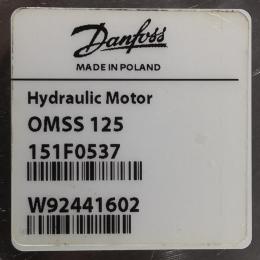 Danfoss
MADE IN POLAND
Hydraulic Motor
OMSS 125
151F0537
W92441602